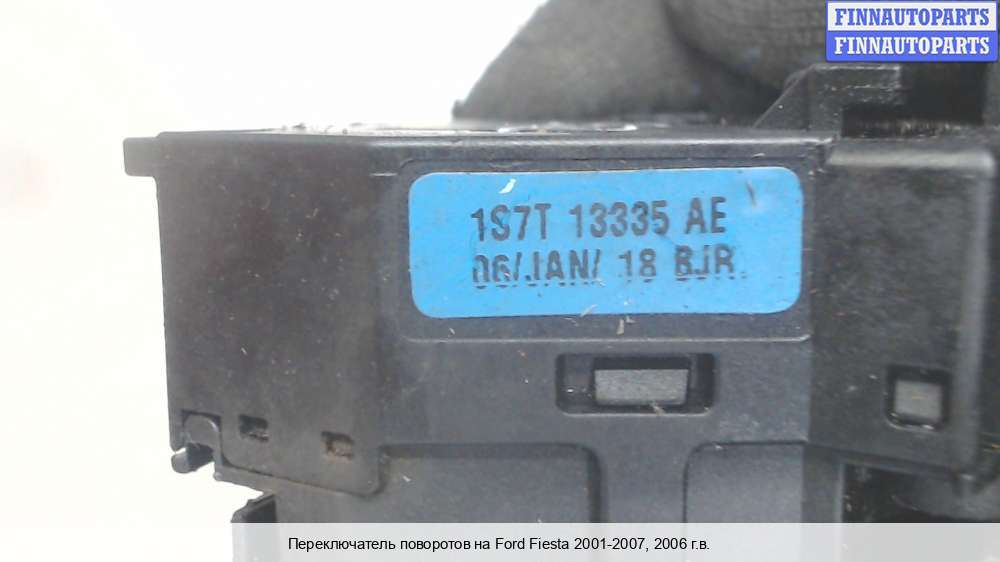 FINNAUTOPARTS
FINNAUTOPARTS
1S7T 13335 AE
06/JAN/ 18 BJR
Переключатель поворотов на Ford Fiesta 2001-2007, 2006 г.в.